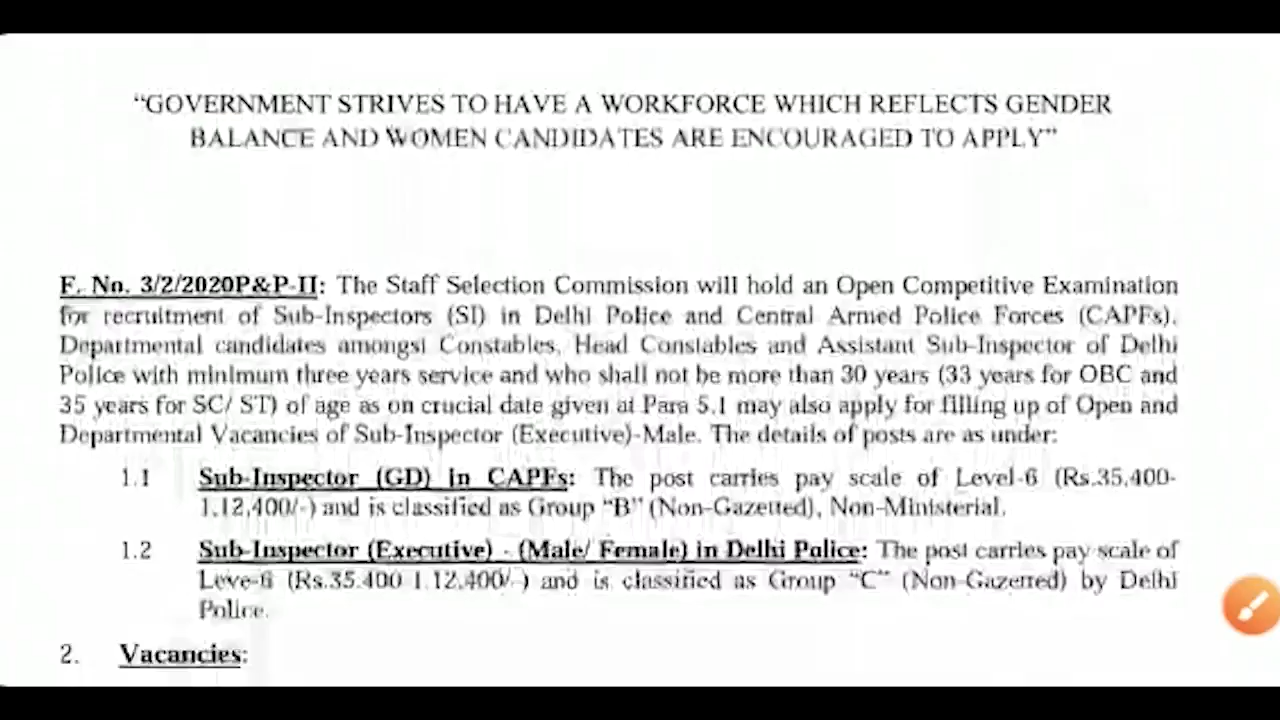 “GOVERNMENT STRIVES TO HAVE A WORKFORCE WHICH REFLECTS GENDER
BALANCE AND WOMEN CANDIDATES ARE ENCOURAGED TO APPLY”
F. No. 3/2/2020P&P-II: The Staff Selection Commission will hold an Open Competitive Examination
for recruitment of Sub-Inspectors (SI) in Delhi Police and Central Armed Police Forces (CAPFs).
Departmental candidates amongst Constables, Head Constables and Assistant Sub-Inspector of Delhi
Police with minimum three years service and who shall not be more than 30 years (33 years for OBC and
35 years for SC/ ST) of age as on crucial date given at Para 5.1 may also apply for filling up of Open and
Departmental Vacancies of Sub-Inspector (Executive)-Male. The details of posts are as under:
1.1 Sub-Inspector (GD) in CAPFs: The post carries pay scale of Level-6 (Rs.35,400-
1,12,400/-) and is classified as Group “B” (Non-Gazetted), Non-Ministerial.
1.2 Sub-Inspector (Executive) - (Male/ Female) in Delhi Police: The post carries pay scale of
Leve-6 (Rs.35,400-1,12,400/-) and is classified as Group “C” (Non-Gazetted) by Delhi
Police.
2. Vacancies: